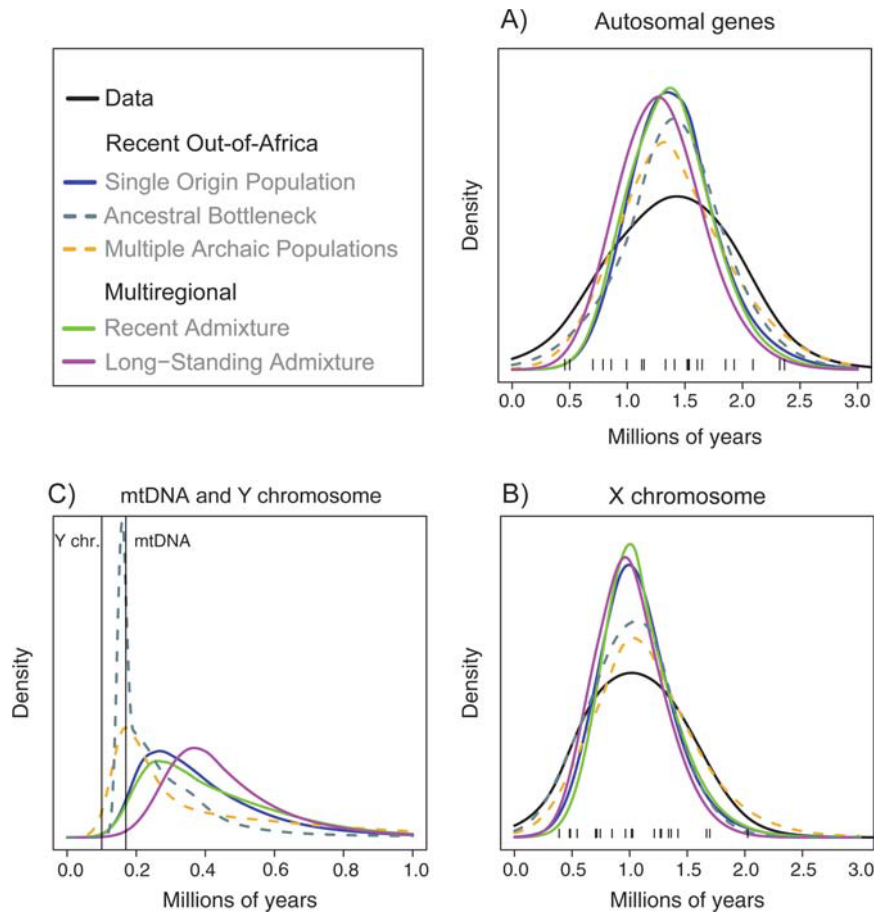 Data
Recent Out-of-Africa
Single Origin Population
Ancestral Bottleneck
Multiple Archaic Populations
Multiregional
Recent Admixture
Long−Standing Admixture
A)
Autosomal genes
Density
0.0 0.5 1.0 1.5 2.0 2.5 3.0
Millions of years
C)
mtDNA and Y chromosome
Y chr.
mtDNA
Density
0.0 0.2 0.4 0.6 0.8 1.0
Millions of years
B)
X chromosome
Density
0.0 0.5 1.0 1.5 2.0 2.5 3.0
Millions of years